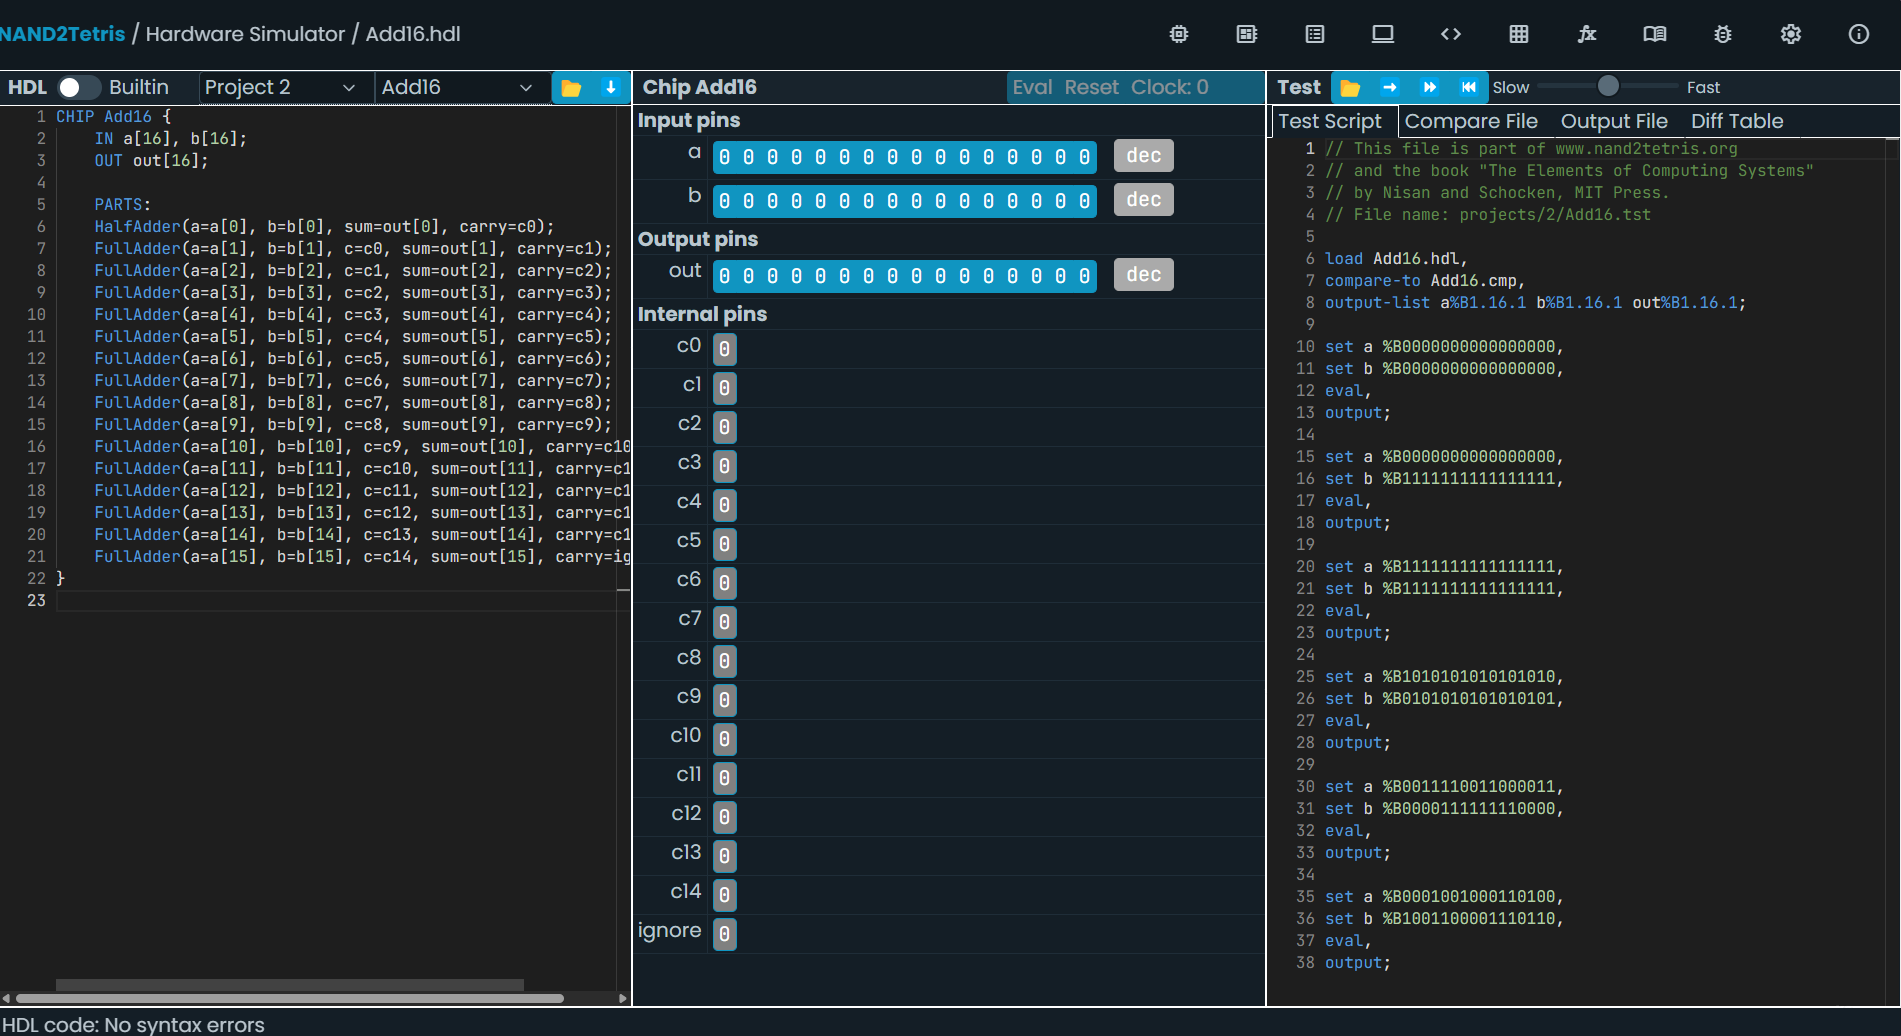 NAND2Tetris / Hardware Simulator / Add16.hdl
HDL Builtin Project 2 Add16
1 CHIP Add16 {
2 IN a[16], b[16];
3 OUT out[16];
4
5 PARTS:
6 HalfAdder(a=a[0], b=b[0], sum=out[0], carry=c0);
7 FullAdder(a=a[1], b=b[1], c=c0, sum=out[1], carry=c1);
8 FullAdder(a=a[2], b=b[2], c=c1, sum=out[2], carry=c2);
9 FullAdder(a=a[3], b=b[3], c=c2, sum=out[3], carry=c3);
10 FullAdder(a=a[4], b=b[4], c=c3, sum=out[4], carry=c4);
11 FullAdder(a=a[5], b=b[5], c=c4, sum=out[5], carry=c5);
12 FullAdder(a=a[6], b=b[6], c=c5, sum=out[6], carry=c6);
13 FullAdder(a=a[7], b=b[7], c=c6, sum=out[7], carry=c7);
14 FullAdder(a=a[8], b=b[8], c=c7, sum=out[8], carry=c8);
15 FullAdder(a=a[9], b=b[9], c=c8, sum=out[9], carry=c9);
16 FullAdder(a=a[10], b=b[10], c=c9, sum=out[10], carry=c10
17 FullAdder(a=a[11], b=b[11], c=c10, sum=out[11], carry=c1
18 FullAdder(a=a[12], b=b[12], c=c11, sum=out[12], carry=c1
19 FullAdder(a=a[13], b=b[13], c=c12, sum=out[13], carry=c1
20 FullAdder(a=a[14], b=b[14], c=c13, sum=out[14], carry=c1
21 FullAdder(a=a[15], b=b[15], c=c14, sum=out[15], carry=ig
22 }
23
Chip Add16 Eval Reset Clock: 0
Input pins
a 0 0 0 0 0 0 0 0 0 0 0 0 0 0 0 0 dec
b 0 0 0 0 0 0 0 0 0 0 0 0 0 0 0 0 dec
Output pins
out 0 0 0 0 0 0 0 0 0 0 0 0 0 0 0 0 dec
Internal pins
c0 0
c1 0
c2 0
c3 0
c4 0
c5 0
c6 0
c7 0
c8 0
c9 0
c10 0
c11 0
c12 0
c13 0
c14 0
ignore 0
Test Slow Fast
Test Script Compare File Output File Diff Table
1 // This file is part of www.nand2tetris.org
2 // and the book "The Elements of Computing Systems"
3 // by Nisan and Schocken, MIT Press.
4 // File name: projects/2/Add16.tst
5
6 load Add16.hdl,
7 compare-to Add16.cmp,
8 output-list a%B1.16.1 b%B1.16.1 out%B1.16.1;
9
10 set a %B0000000000000000,
11 set b %B0000000000000000,
12 eval,
13 output;
14
15 set a %B0000000000000000,
16 set b %B1111111111111111,
17 eval,
18 output;
19
20 set a %B1111111111111111,
21 set b %B1111111111111111,
22 eval,
23 output;
24
25 set a %B1010101010101010,
26 set b %B0101010101010101,
27 eval,
28 output;
29
30 set a %B0011110011000011,
31 set b %B0000111111110000,
32 eval,
33 output;
34
35 set a %B0001001000110100,
36 set b %B1001100001110110,
37 eval,
38 output;
HDL code: No syntax errors